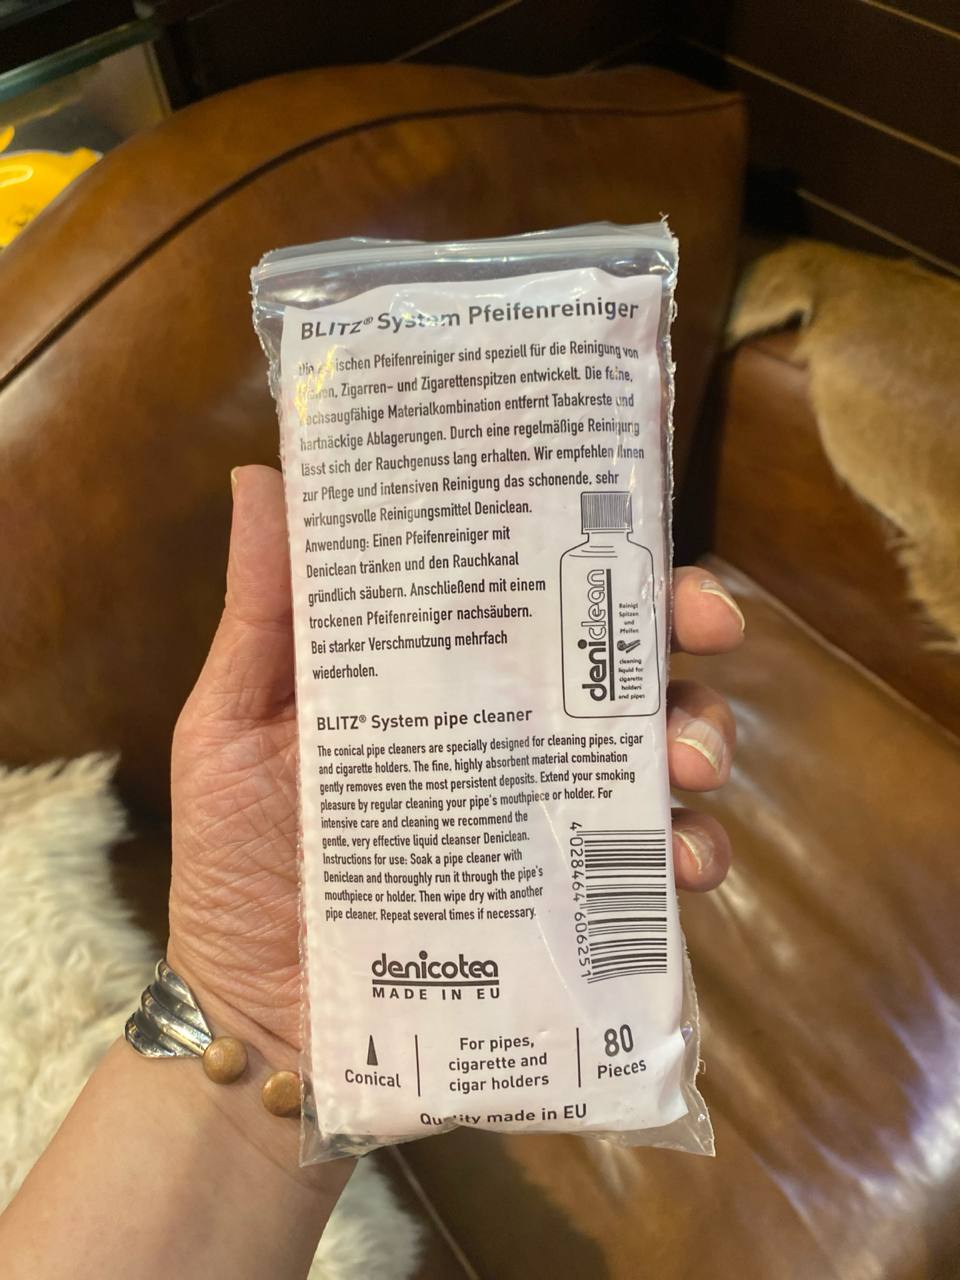 BLITZ® System Pfeifenreiniger
ischen Pfeifenreiniger sind speziell für die Reinigung von
Zigarren- und Zigarettenspitzen entwickelt. Die feine,
hochsaugfähige Materialkombination entfernt Tabakreste und
hartnäckige Ablagerungen. Durch eine regelmäßige Reinigung
lässt sich der Rauchgenuss lang erhalten. Wir empfehlen Ihnen
zur Pflege und intensiven Reinigung das schonende, sehr
wirkungsvolle Reinigungsmittel Deniclean.
Anwendung: Einen Pfeifenreiniger mit
Deniclean tränken und den Rauchkanal
gründlich säubern. Anschließend mit einem
trockenen Pfeifenreiniger nachsäubern.
Bei starker Verschmutzung mehrfach
wiederholen.
deniclean
Reinigt
Spitzen
und
Pfeifen
cleaning
liquid for
cigarette
holders
and pipes
BLITZ® System pipe cleaner
The conical pipe cleaners are specially designed for cleaning pipes, cigar
and cigarette holders. The fine, highly absorbent material combination
gently removes even the most persistent deposits. Extend your smoking
pleasure by regular cleaning your pipe's mouthpiece or holder. For
intensive care and cleaning we recommend the
gentle, very effective liquid cleanser Deniclean.
Instructions for use: Soak a pipe cleaner with
Deniclean and thoroughly run it through the pipe's
mouthpiece or holder. Then wipe dry with another
pipe cleaner. Repeat several times if necessary.
4 028464 606251
denicotea
MADE IN EU
Conical
For pipes,
cigarette and
cigar holders
80
Pieces
Quality made in EU